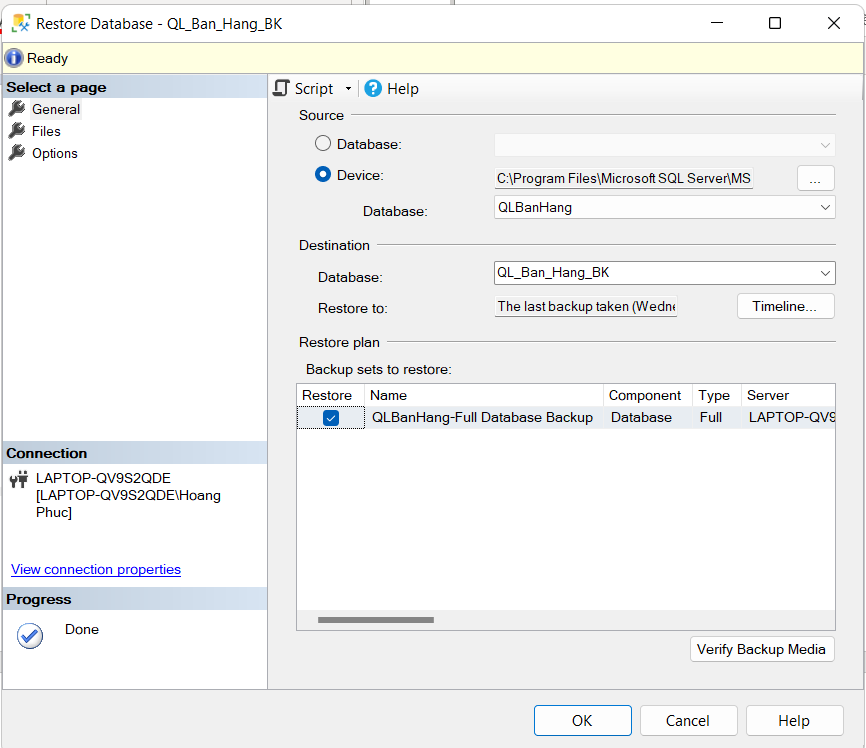 Restore Database - QL_Ban_Hang_BK
Ready
Select a page
General
Files
Options
Script
Help
Source
Database:
Device:
C:\Program Files\Microsoft SQL Server\MS
...
Database:
QLBanHang
Destination
Database:
QL_Ban_Hang_BK
Restore to:
The last backup taken (Wedne
Timeline...
Restore plan
Backup sets to restore:
Restore Name Component Type Server
QLBanHang-Full Database Backup Database Full LAPTOP-QV9S
Verify Backup Media
Connection
LAPTOP-QV9S2QDE
[LAPTOP-QV9S2QDE\Hoang
Phuc]
View connection properties
Progress
Done
OK
Cancel
Help